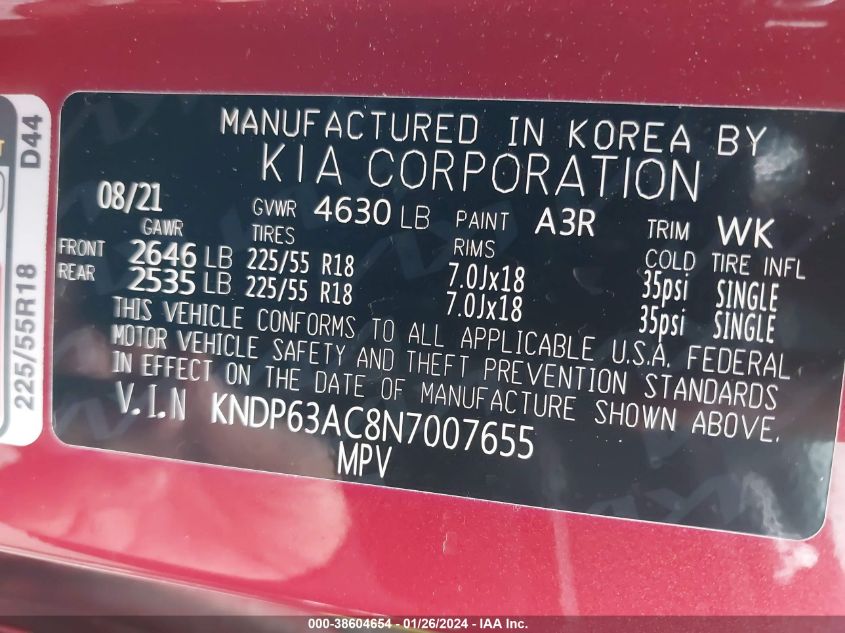 MANUFACTURED IN KOREA BY
KIA CORPORATION
08/21
GVWR 4630 LB PAINT A3R TRIM WK
GAWR TIRES RIMS COLD TIRE INFL
FRONT 2646 LB 225/55 R18 7.0Jx18 35psi SINGLE
REAR 2535 LB 225/55 R18 7.0Jx18 35psi SINGLE
THIS VEHICLE CONFORMS TO ALL APPLICABLE U.S.A. FEDERAL
MOTOR VEHICLE SAFETY AND THEFT PREVENTION STANDARDS
IN EFFECT ON THE DATE OF MANUFACTURE SHOWN ABOVE.
V.I.N KNDP63AC8N7007655
MPV
D44
225/55R18
000-38604654 - 01/26/2024 - IAA Inc.